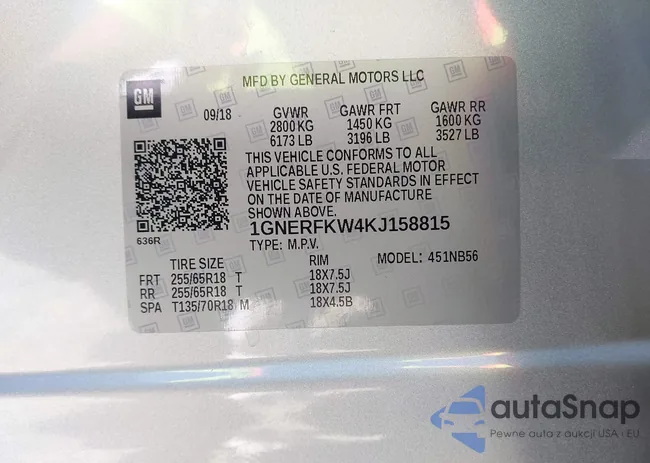 MFD BY GENERAL MOTORS LLC
GM
09/18 GVWR GAWR FRT GAWR RR
2800 KG 1450 KG 1600 KG
6173 LB 3196 LB 3527 LB
THIS VEHICLE CONFORMS TO ALL
APPLICABLE U.S. FEDERAL MOTOR
VEHICLE SAFETY STANDARDS IN EFFECT
ON THE DATE OF MANUFACTURE
SHOWN ABOVE.
636R
1GNERFKW4KJ158815
TYPE: M.P.V. MODEL: 451NB56
TIRE SIZE RIM
FRT 255/65R18 T 18X7.5J
RR 255/65R18 T 18X7.5J
SPA T135/70R18 M 18X4.5B
autaSnap
Pewne auta z aukcji USA i EU